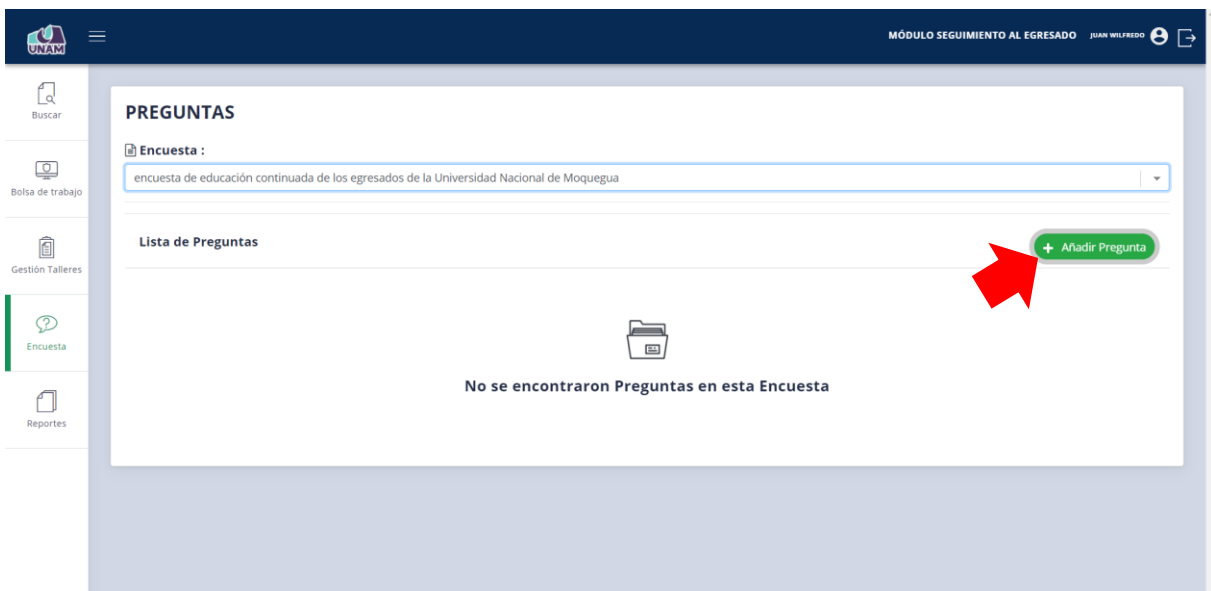 UNAM
MÓDULO SEGUIMIENTO AL EGRESADO JUAN WILFREDO
Buscar
Bolsa de trabajo
Gestión Talleres
Encuesta
Reportes
PREGUNTAS
Encuesta :
encuesta de educación continuada de los egresados de la Universidad Nacional de Moquegua
Lista de Preguntas
+ Añadir Pregunta
No se encontraron Preguntas en esta Encuesta